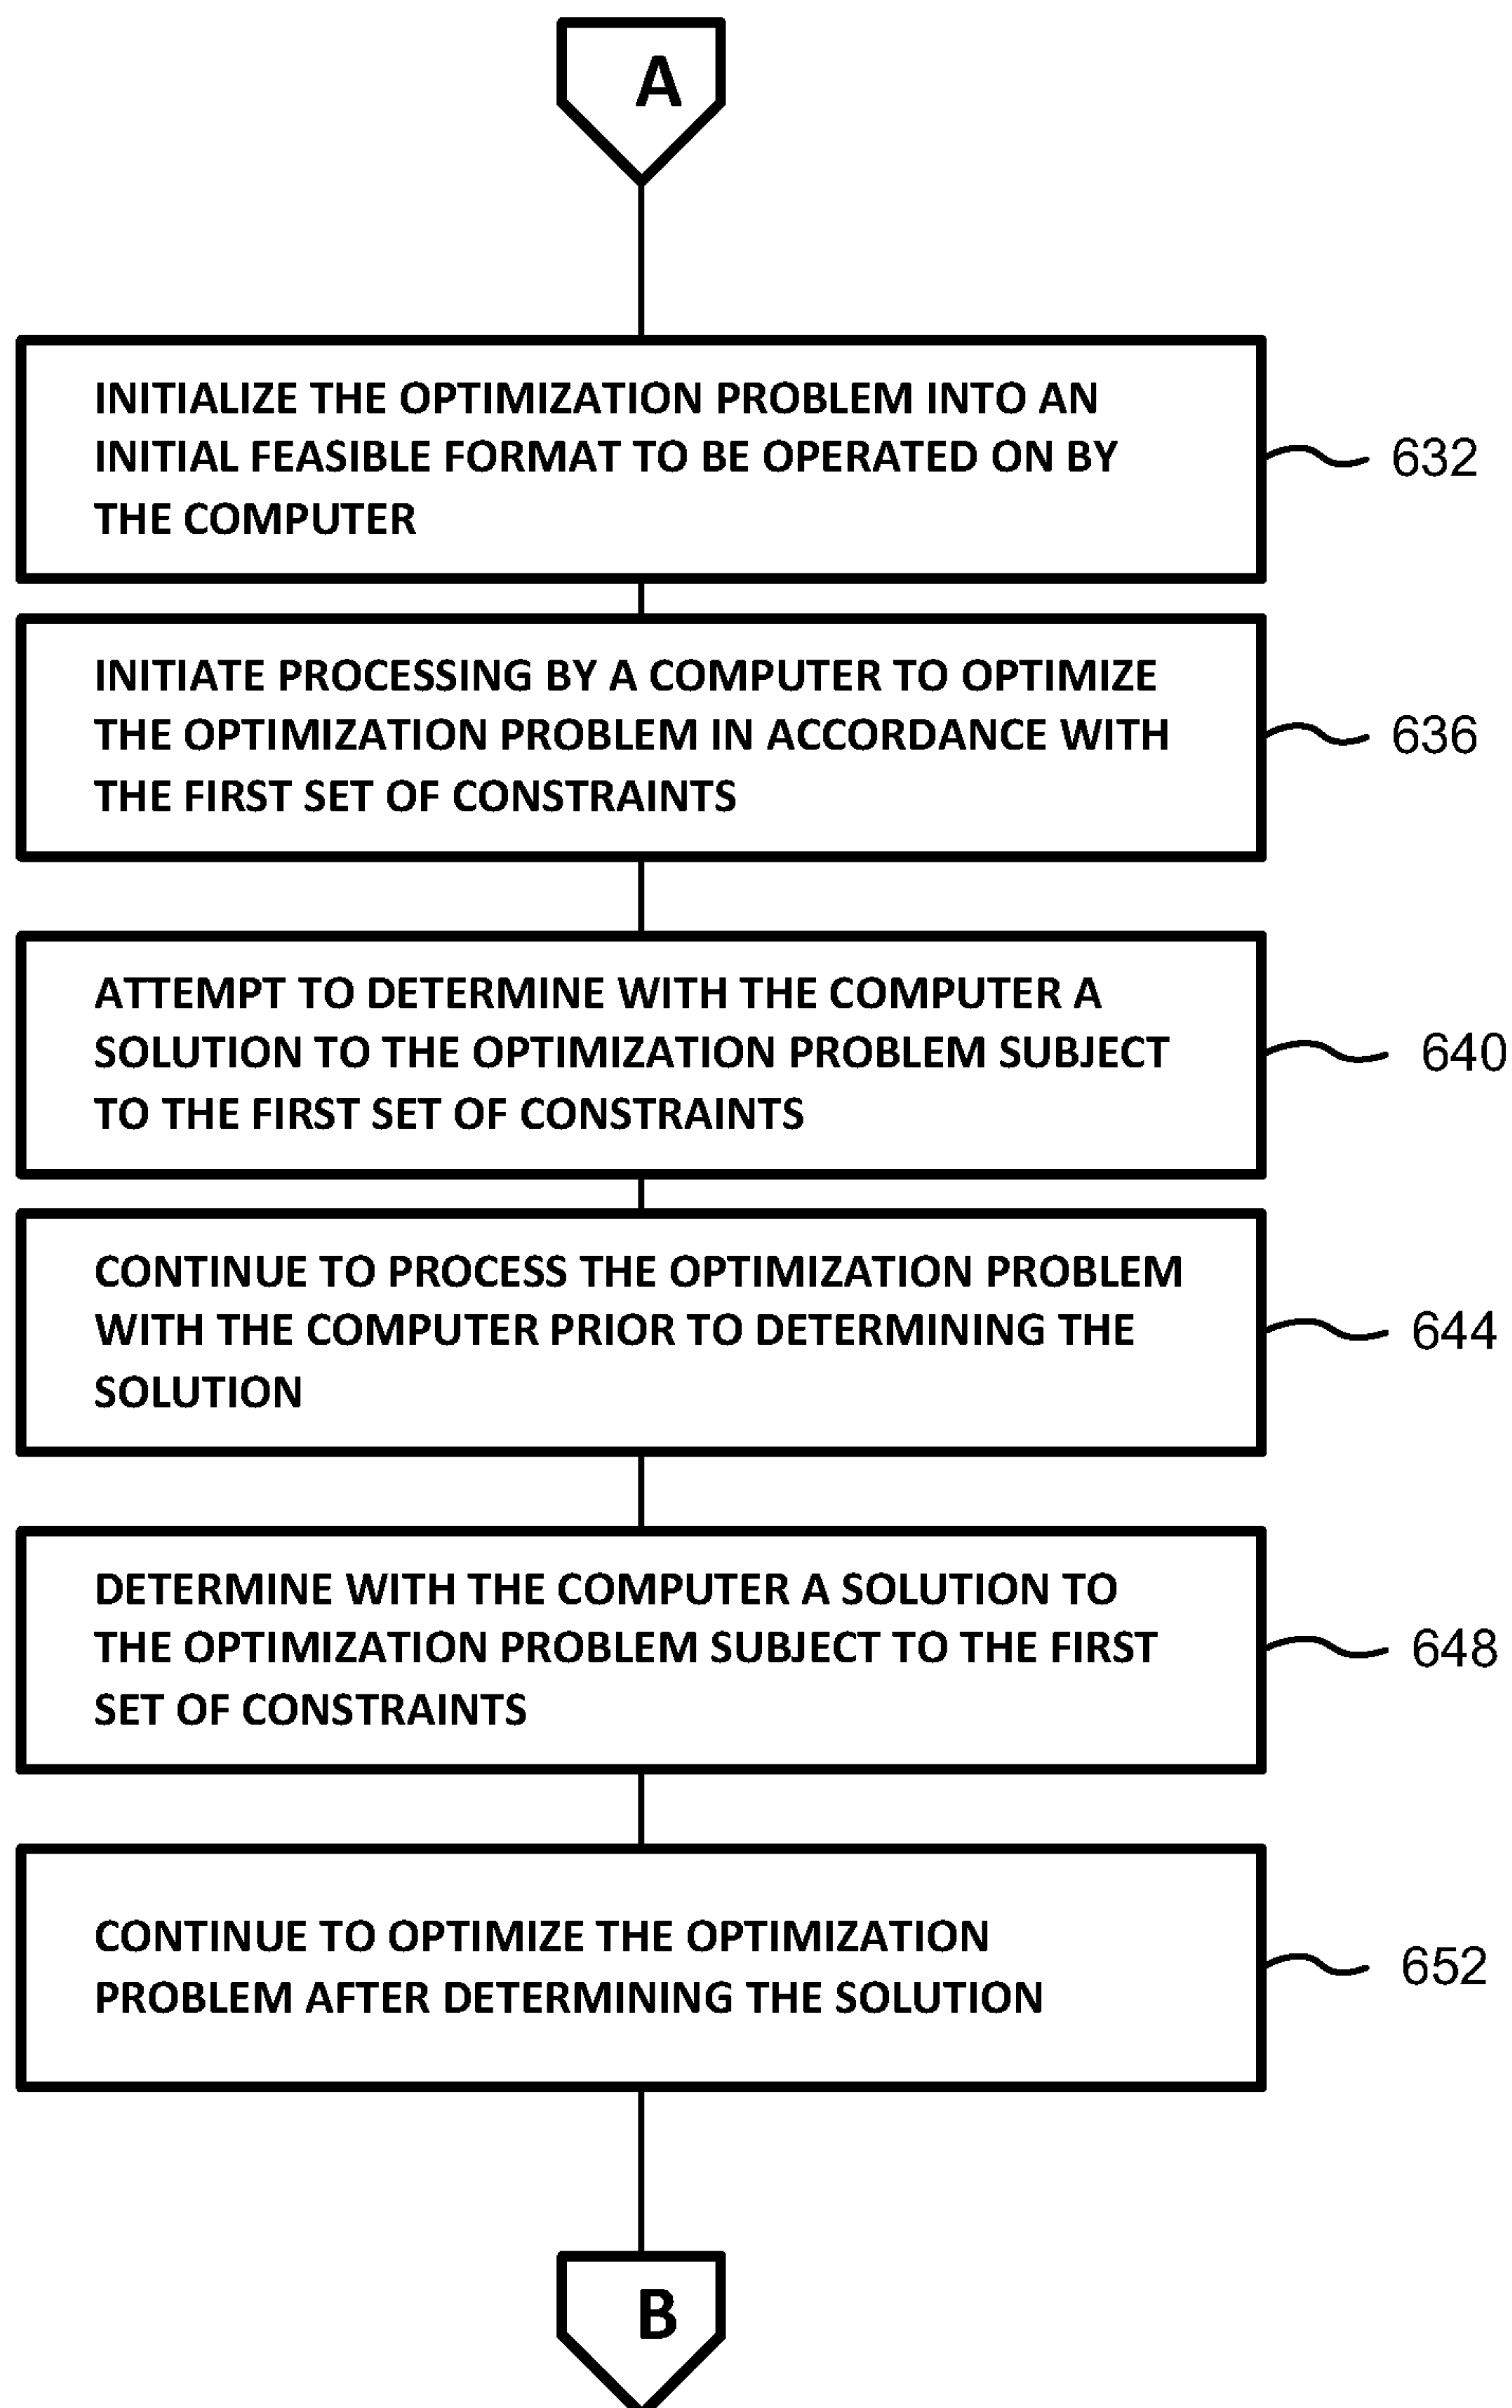 A
INITIALIZE THE OPTIMIZATION PROBLEM INTO AN
INITIAL FEASIBLE FORMAT TO BE OPERATED ON BY
THE COMPUTER
632
INITIATE PROCESSING BY A COMPUTER TO OPTIMIZE
THE OPTIMIZATION PROBLEM IN ACCORDANCE WITH
THE FIRST SET OF CONSTRAINTS
636
ATTEMPT TO DETERMINE WITH THE COMPUTER A
SOLUTION TO THE OPTIMIZATION PROBLEM SUBJECT
TO THE FIRST SET OF CONSTRAINTS
640
CONTINUE TO PROCESS THE OPTIMIZATION PROBLEM
WITH THE COMPUTER PRIOR TO DETERMINING THE
SOLUTION
644
DETERMINE WITH THE COMPUTER A SOLUTION TO
THE OPTIMIZATION PROBLEM SUBJECT TO THE FIRST
SET OF CONSTRAINTS
648
CONTINUE TO OPTIMIZE THE OPTIMIZATION
PROBLEM AFTER DETERMINING THE SOLUTION
652
B